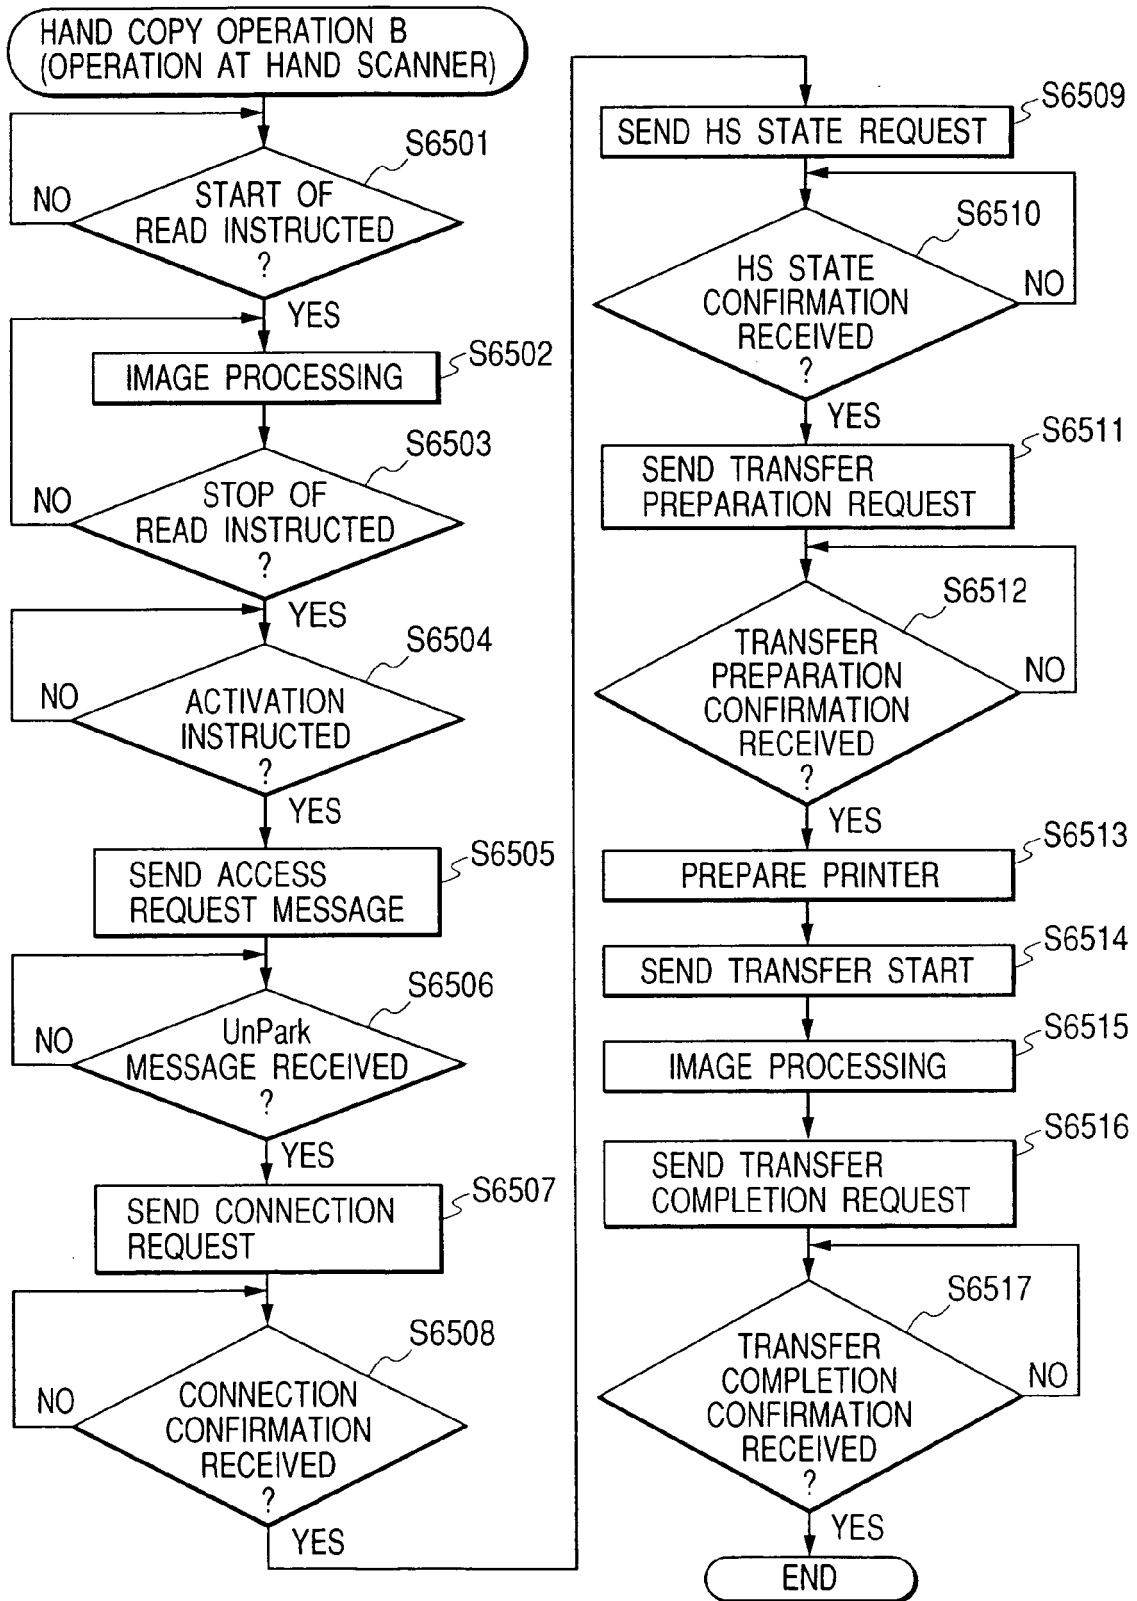 HAND COPY OPERATION B
(OPERATION AT HAND SCANNER)
S6501
START OF
READ INSTRUCTED
?
NO
YES
IMAGE PROCESSING
S6502
S6503
STOP OF
READ INSTRUCTED
?
NO
YES
S6504
ACTIVATION
INSTRUCTED
?
NO
YES
SEND ACCESS
REQUEST MESSAGE
S6505
S6506
UnPark
MESSAGE RECEIVED
?
NO
YES
SEND CONNECTION
REQUEST
S6507
S6508
CONNECTION
CONFIRMATION
RECEIVED
?
NO
YES
SEND HS STATE REQUEST
S6509
S6510
HS STATE
CONFIRMATION
RECEIVED
?
NO
YES
SEND TRANSFER
PREPARATION REQUEST
S6511
S6512
TRANSFER
PREPARATION
CONFIRMATION
RECEIVED
?
NO
YES
PREPARE PRINTER
S6513
SEND TRANSFER START
S6514
IMAGE PROCESSING
S6515
SEND TRANSFER
COMPLETION REQUEST
S6516
S6517
TRANSFER
COMPLETION
CONFIRMATION
RECEIVED
?
NO
YES
END